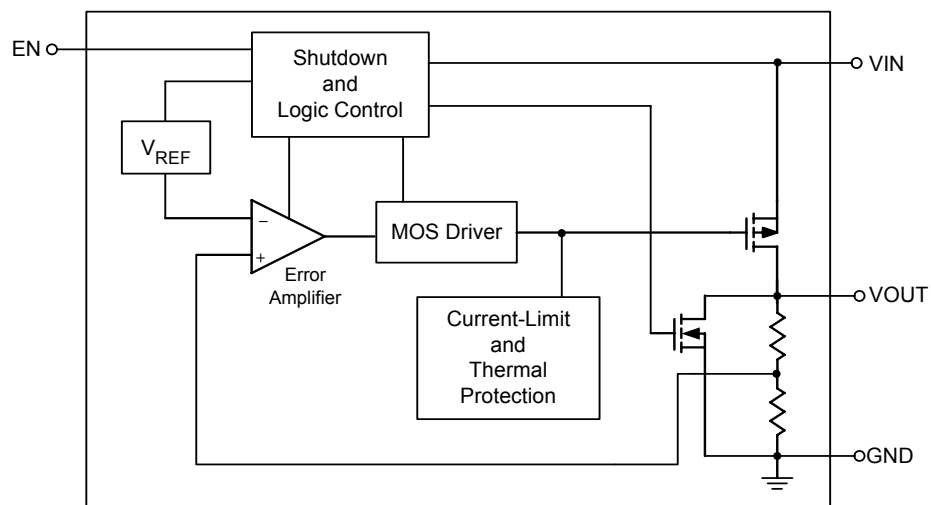 EN
Shutdown
and
Logic Control
VIN
VREF
−
+
Error
Amplifier
MOS Driver
Current-Limit
and
Thermal
Protection
VOUT
GND